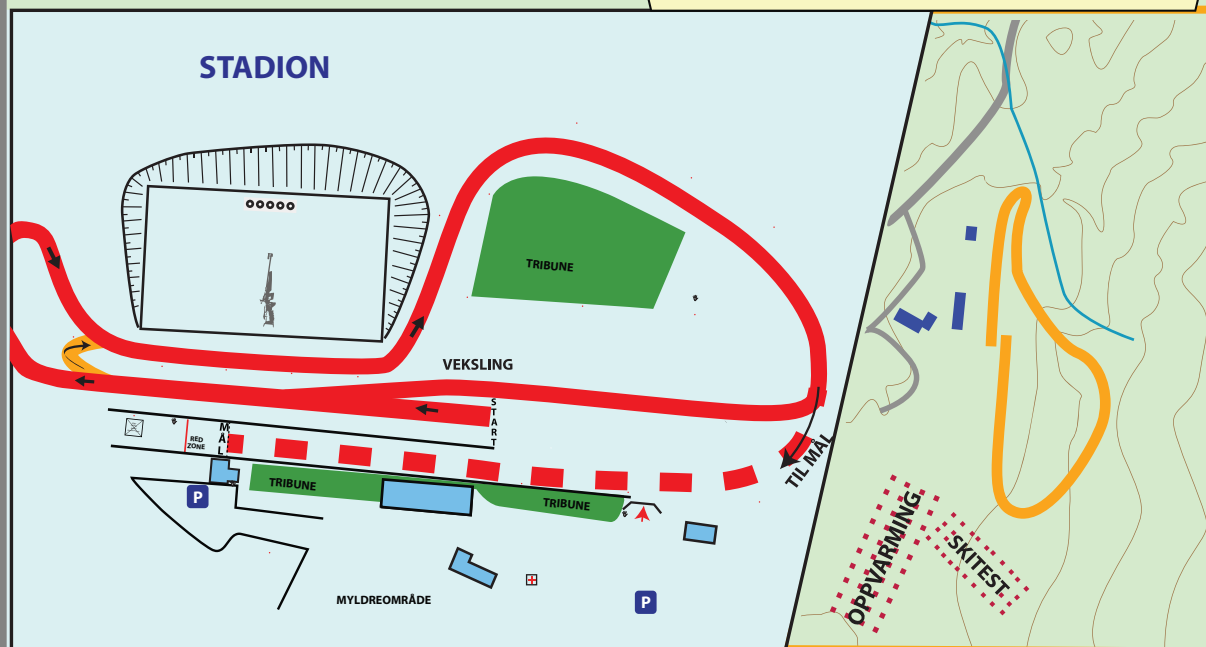 STADION
TRIBUNE
VEKSLING
START
MÅL
RED
ZONE
TIL MÅL
TRIBUNE
TRIBUNE
P
OPPVARMING
SKITEST
MYLDREOMRÅDE
P